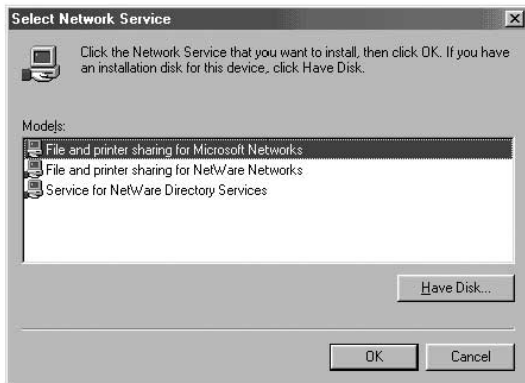 Select Network Service
Click the Network Service that you want to install, then click OK. If you have
an installation disk for this device, click Have Disk.
Models:
File and printer sharing for Microsoft Networks
File and printer sharing for NetWare Networks
Service for NetWare Directory Services
Have Disk...
OK
Cancel